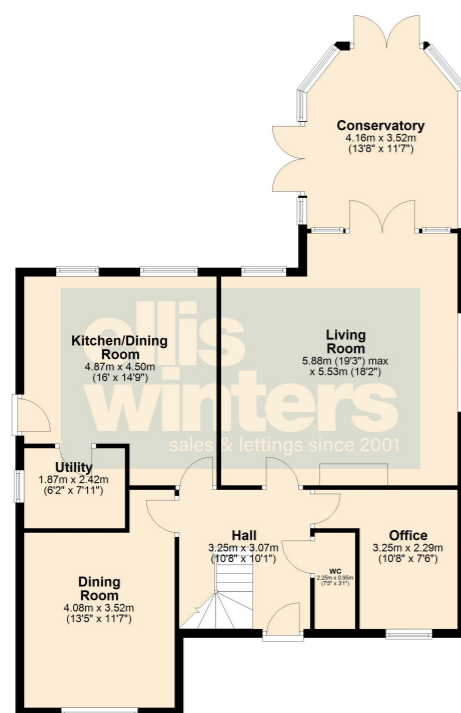 Conservatory
4.16m x 3.52m
(13'8" x 11'7")
Kitchen/Dining
Room
4.87m x 4.50m
(16' x 14'9")
Living
Room
5.88m (19'3") max
x 5.53m (18'2")
ellis
winters
sales & lettings since 2001
Utility
1.87m x 2.42m
(6'2" x 7'11")
Hall
3.25m x 3.07m
(10'8" x 10'1")
Office
3.25m x 2.29m
(10'8" x 7'6")
WC
2.25m x 0.95m
(7'5" x 3'1")
Dining
Room
4.08m x 3.52m
(13'5" x 11'7")